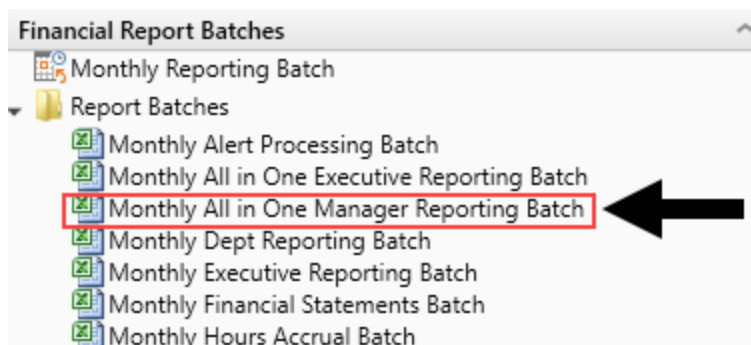 Financial Report Batches
Monthly Reporting Batch
Report Batches
Monthly Alert Processing Batch
Monthly All in One Executive Reporting Batch
Monthly All in One Manager Reporting Batch
Monthly Dept Reporting Batch
Monthly Executive Reporting Batch
Monthly Financial Statements Batch
Monthly Hours Accrual Batch